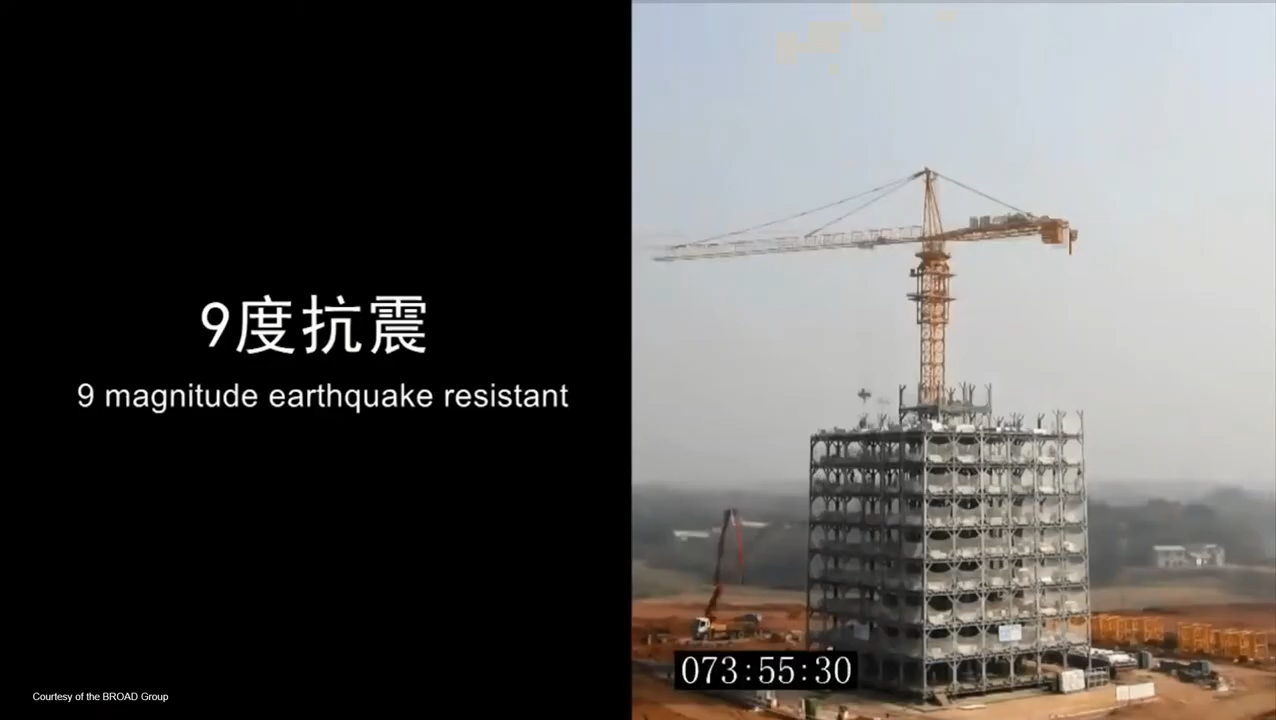 9度抗震
9 magnitude earthquake resistant
073:55:30
Courtesy of the BROAD Group